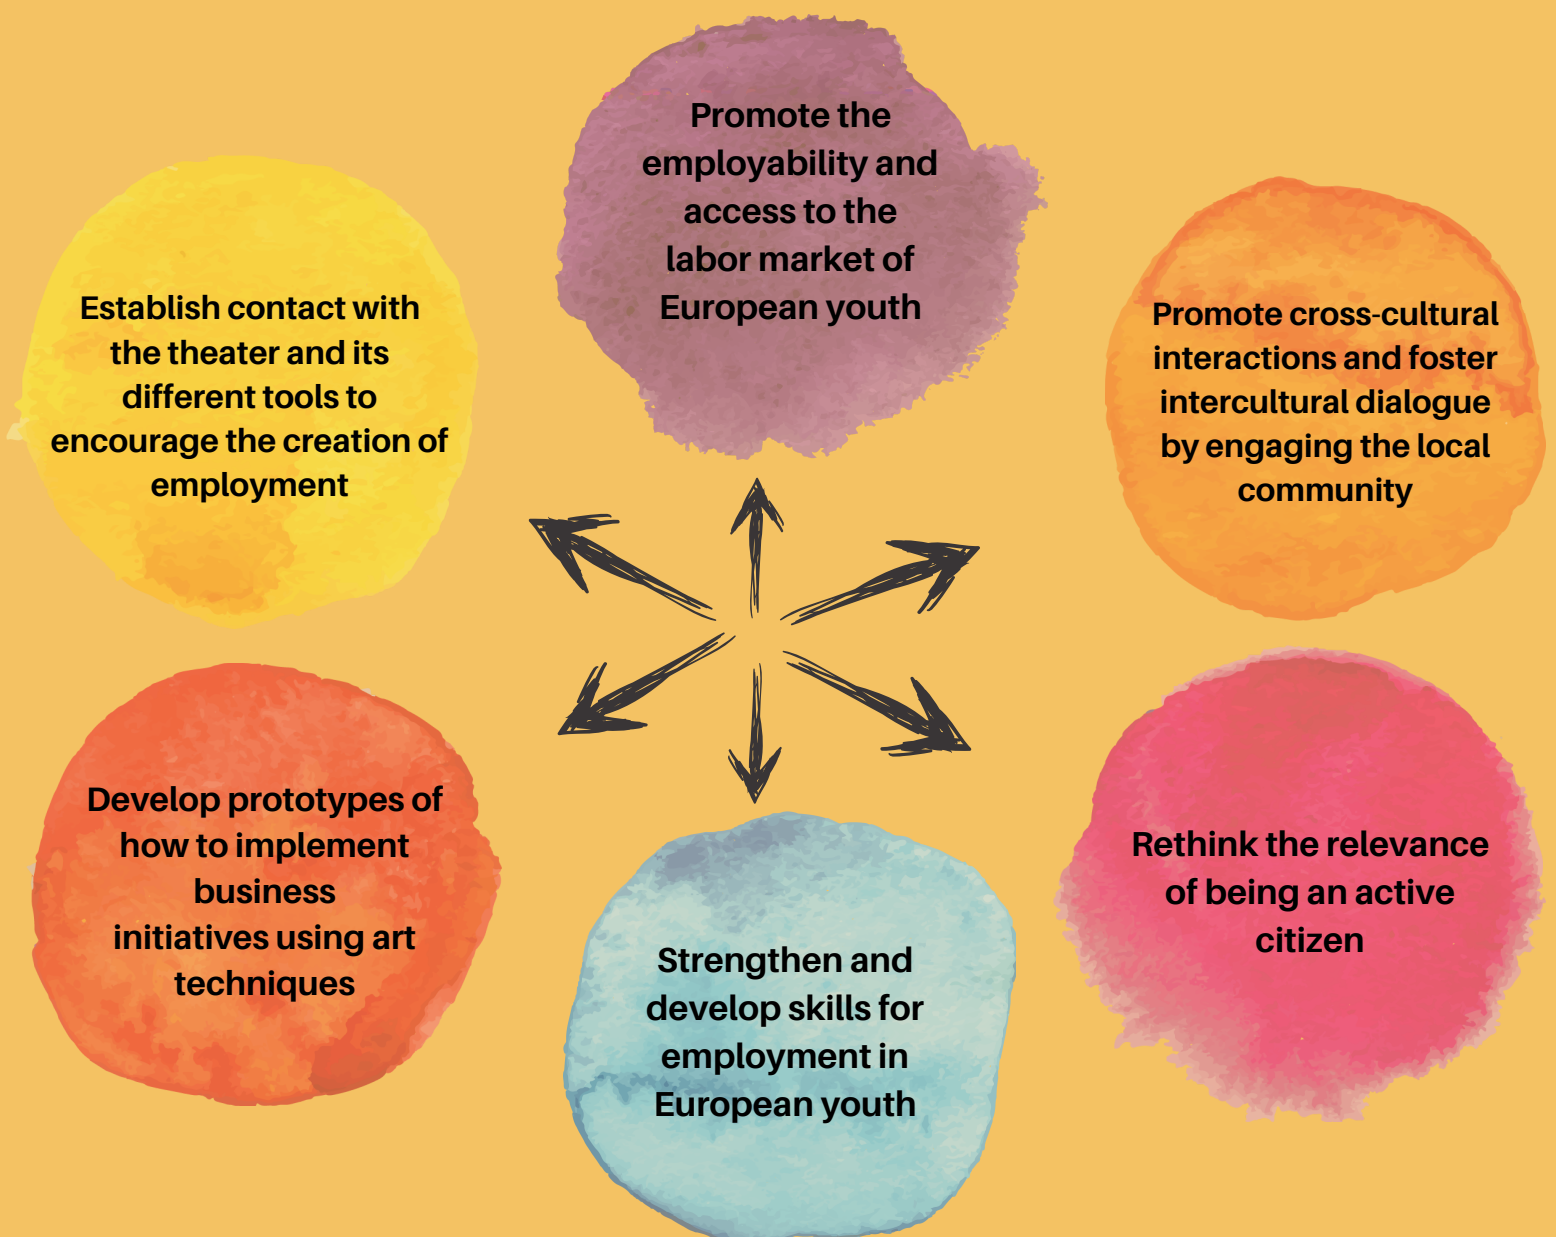 Promote the
employability and
access to the
labor market of
European youth
Establish contact with
the theater and its
different tools to
encourage the creation of
employment
Promote cross-cultural
interactions and foster
intercultural dialogue
by engaging the local
community
Develop prototypes of
how to implement
business
initiatives using art
techniques
Rethink the relevance
of being an active
citizen
Strengthen and
develop skills for
employment in
European youth